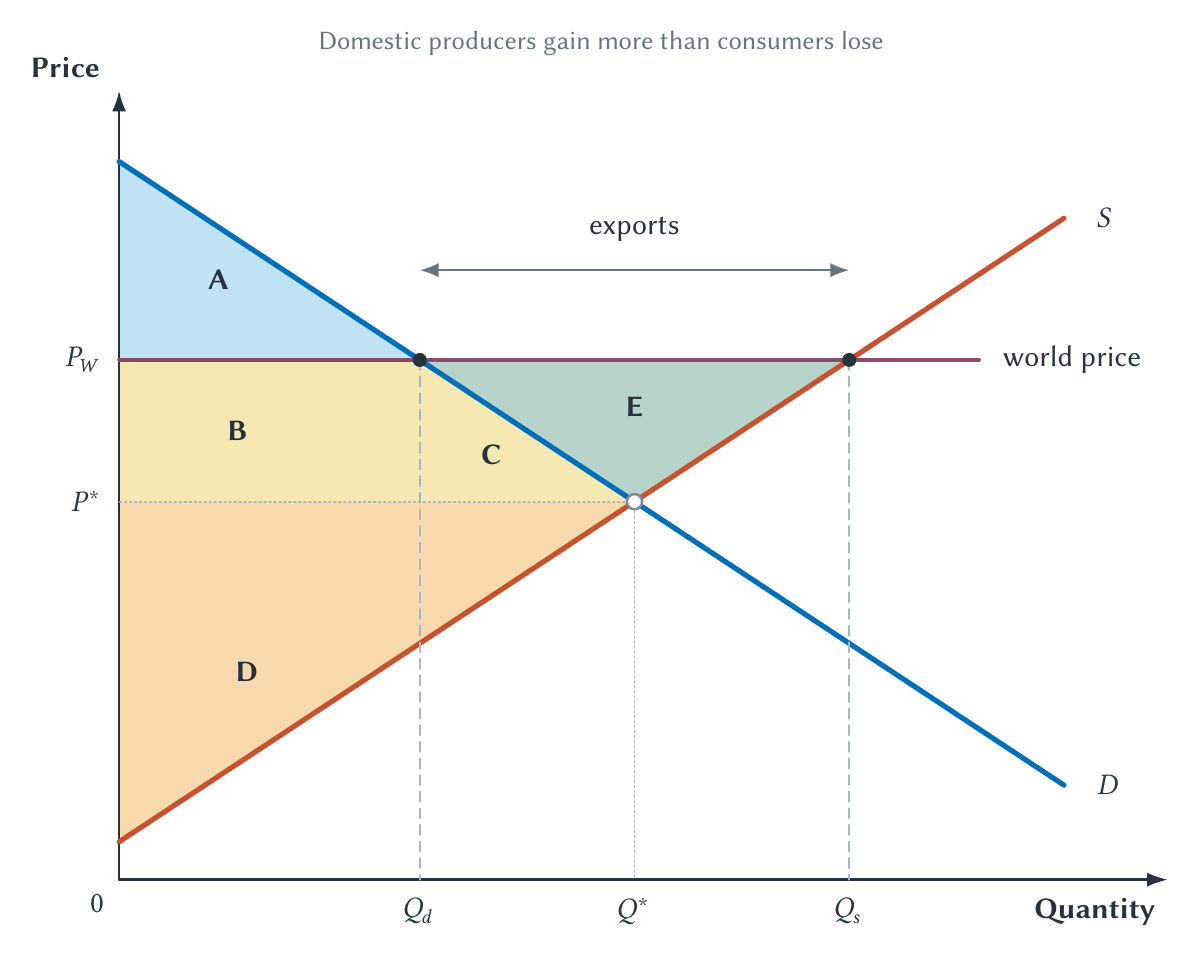 Domestic producers gain more than consumers lose
Price
exports
S
A
P_W
world price
B
E
C
P*
D
D
0
Q_d
Q*
Q_s
Quantity